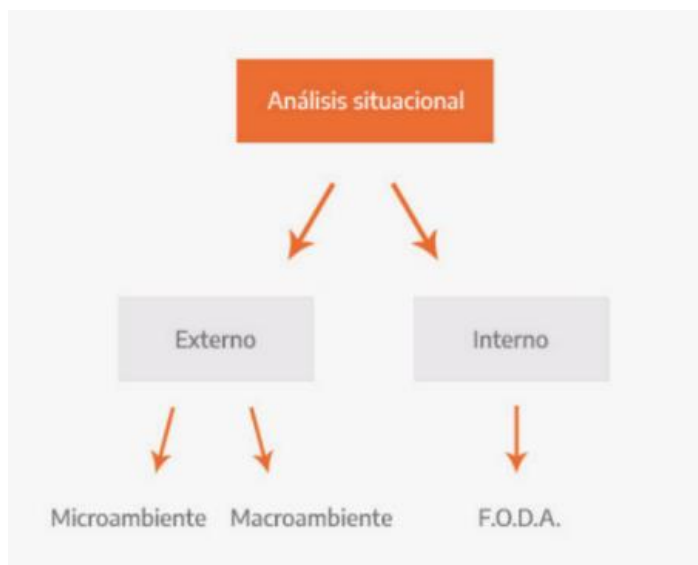 Análisis situacional
Externo
Interno
Microambiente
Macroambiente
F.O.D.A.